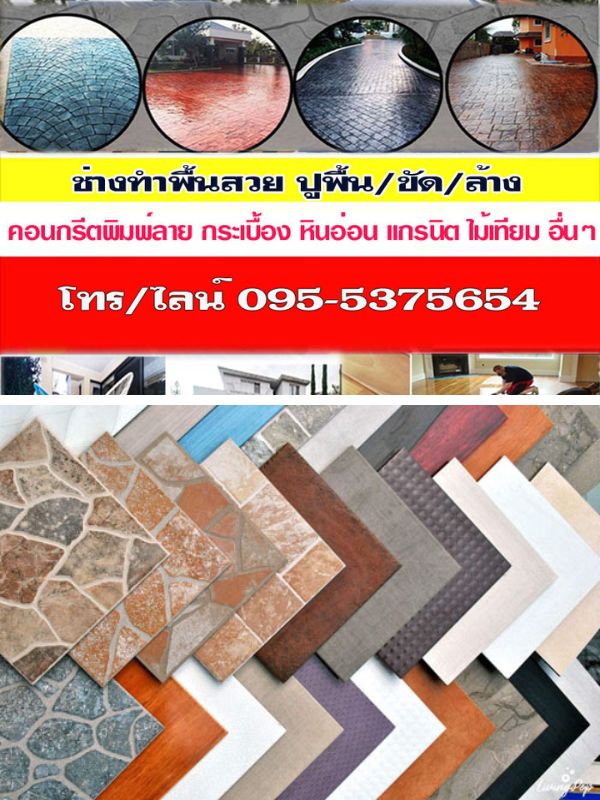 ช่างทำพื้นสวย ปูพื้น/ขัด/ล้าง
คอนกรีตพิมพ์ลาย กระเบื้อง หินอ่อน แกรนิต ไม้เทียม อื่นๆ
โทร/ไลน์ 095-5375654
LivingPop